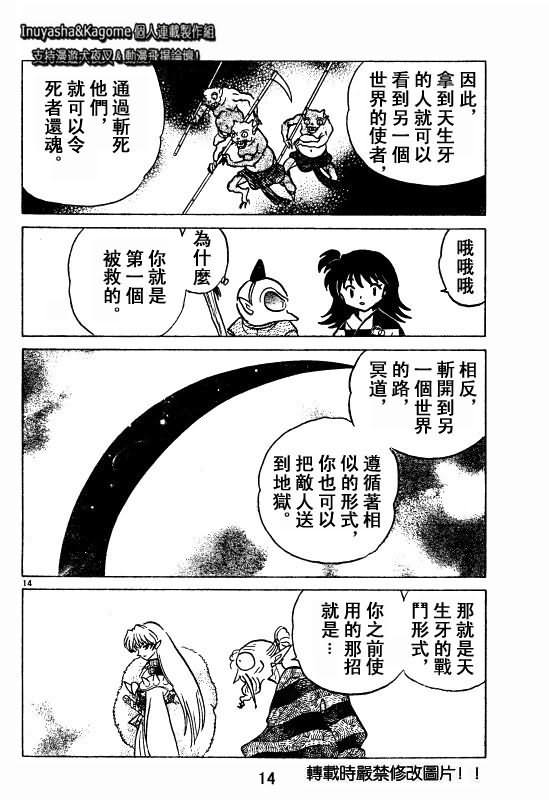 Inuyasha&Kagome 個人連載製作組
支持漫遊犬夜叉&動漫飛揚論壇!
因此,
拿到天生牙
的人就可以
看到另一個
世界的使者,
通過斬死
他們,
就可以令
死者還魂。
哦哦哦
為什麼
你就是
第一個
被救的。
相反,
斬開到另
一個世界
的路,
冥道,
遵循著相
似的形式,
你也可以
把敵人送
到地獄。
14
那就是天
生牙的戰
鬥形式,
你之前使
用的那招
就是…
14
轉載時嚴禁修改圖片!!